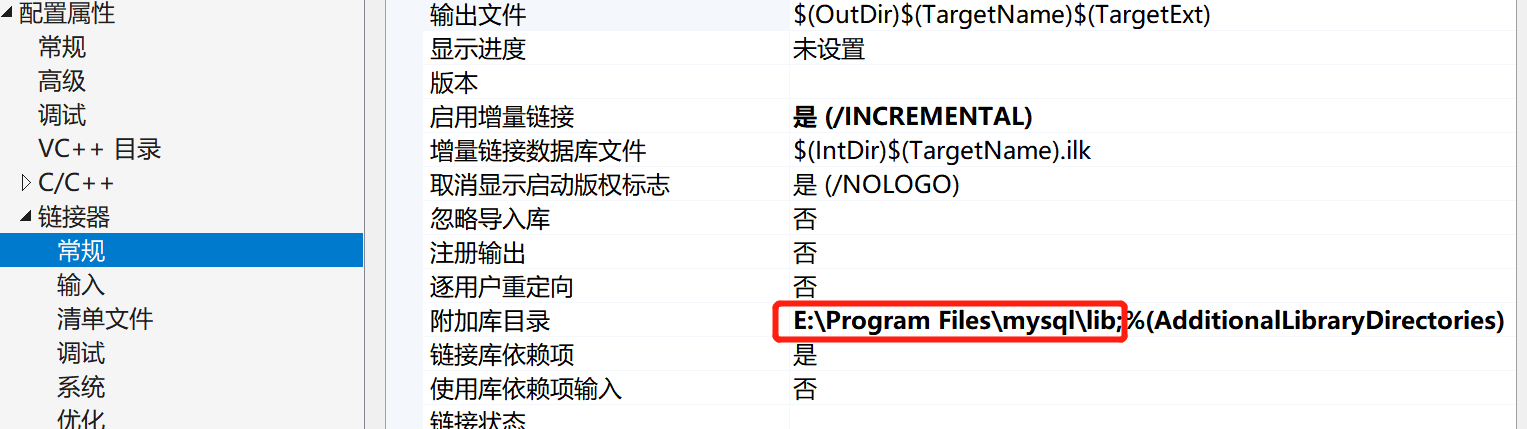 配置属性
常规
高级
调试
VC++ 目录
C/C++
链接器
常规
输入
清单文件
调试
系统
优化
输出文件 $(OutDir)$(TargetName)$(TargetExt)
显示进度 未设置
版本
启用增量链接 是 (/INCREMENTAL)
增量链接数据库文件 $(IntDir)$(TargetName).ilk
取消显示启动版权标志 是 (/NOLOGO)
忽略导入库 否
注册输出 否
逐用户重定向 否
附加库目录 E:\Program Files\mysql\lib;%(AdditionalLibraryDirectories)
链接库依赖项 是
使用库依赖项输入 否
链接状态